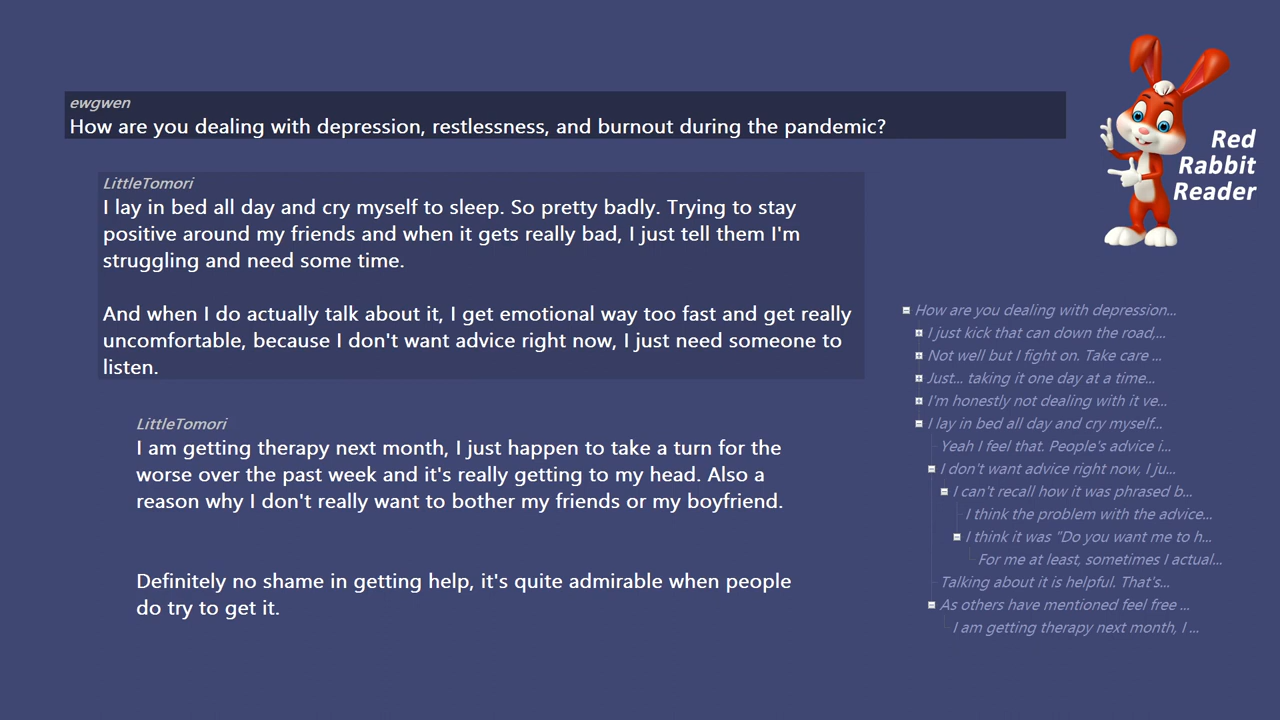 ewgwen
How are you dealing with depression, restlessness, and burnout during the pandemic?
LittleTomori
I lay in bed all day and cry myself to sleep. So pretty badly. Trying to stay
positive around my friends and when it gets really bad, I just tell them I'm
struggling and need some time.
And when I do actually talk about it, I get emotional way too fast and get really
uncomfortable, because I don't want advice right now, I just need someone to
listen.
LittleTomori
I am getting therapy next month, I just happen to take a turn for the
worse over the past week and it's really getting to my head. Also a
reason why I don't really want to bother my friends or my boyfriend.
Definitely no shame in getting help, it's quite admirable when people
do try to get it.
Red
Rabbit
Reader
How are you dealing with depression...
I just kick that can down the road,...
Not well but I fight on. Take care ...
Just... taking it one day at a time...
I'm honestly not dealing with it ve...
I lay in bed all day and cry myself...
Yeah I feel that. People's advice i...
I don't want advice right now, I ju...
I can't recall how it was phrased b...
I think the problem with the advice...
I think it was "Do you want me to h...
For me at least, sometimes I actual...
Talking about it is helpful. That's...
As others have mentioned feel free ...
I am getting therapy next month, I ...